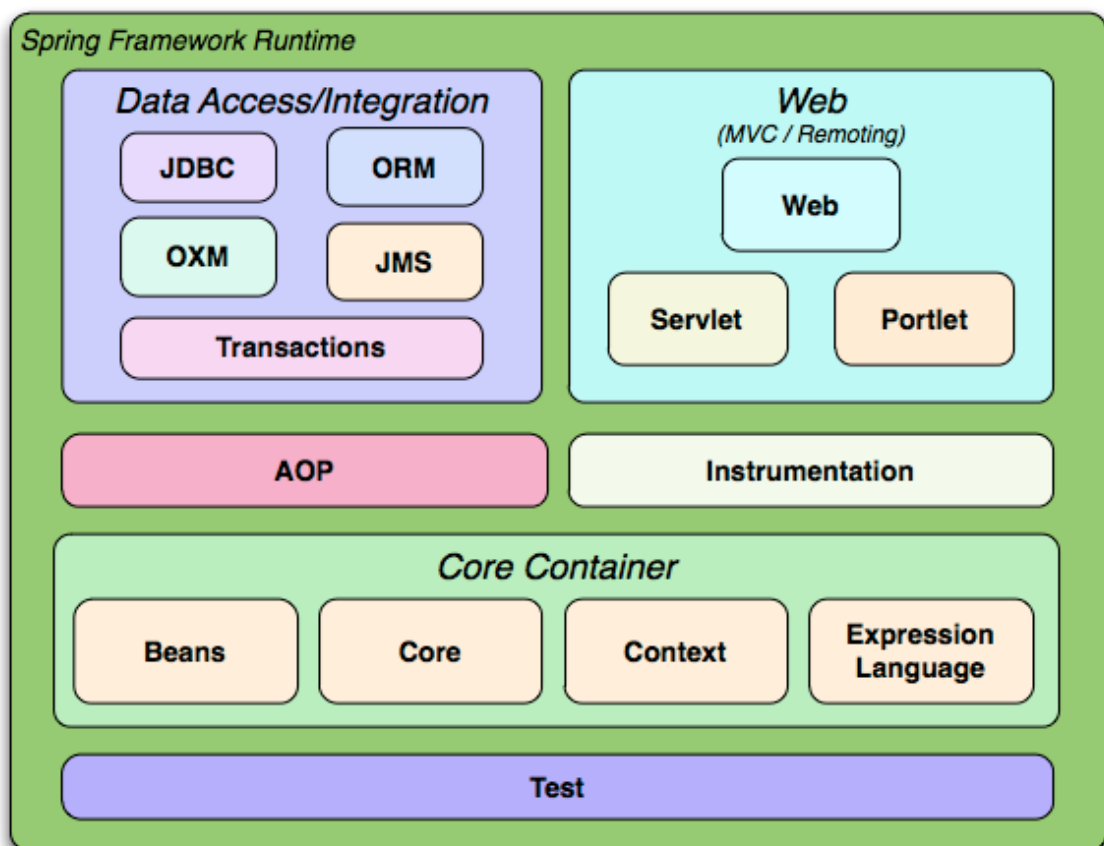 Spring Framework Runtime
Data Access/Integration
JDBC
ORM
OXM
JMS
Transactions
Web
(MVC / Remoting)
Web
Servlet
Portlet
AOP
Instrumentation
Core Container
Beans
Core
Context
Expression
Language
Test